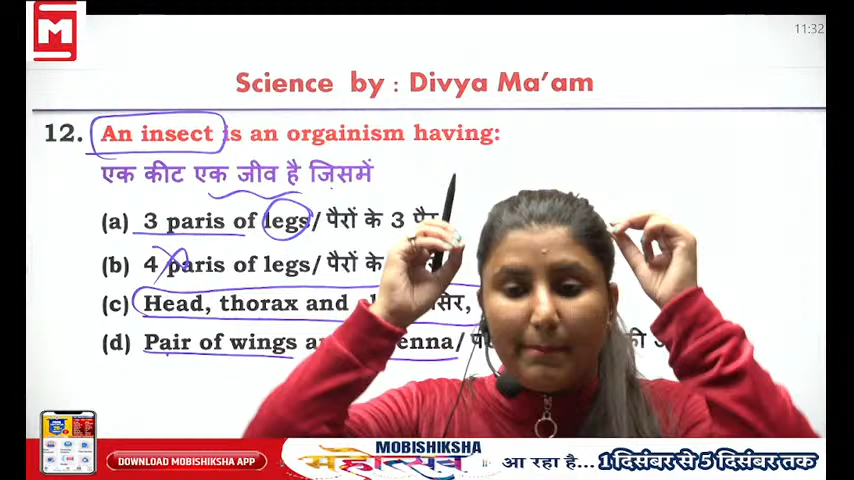 M
11:32
Science by : Divya Ma'am
12. An insect is an orgainism having:
एक कीट एक जीव है जिसमें
(a) 3 paris of legs/ पैरों के 3 पैर
(b) 4 paris of legs/ पैरों के
(c) Head, thorax and सिर,
(d) Pair of wings
DOWNLOAD MOBISHIKSHA APP
MOBISHIKSHA
महोत्सव आ रहा है... 1 दिसंबर से 5 दिसंबर तक